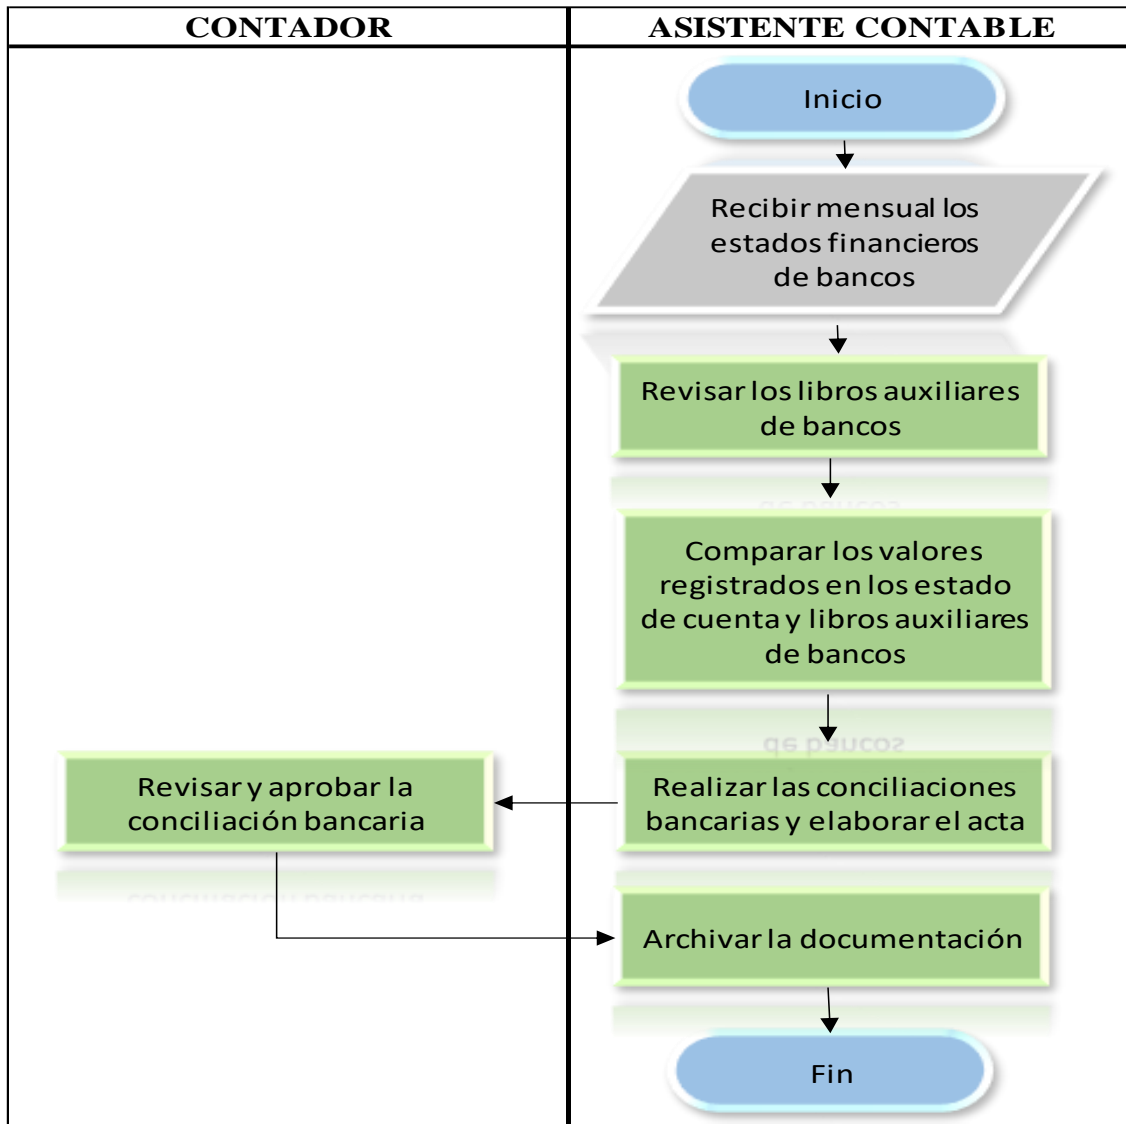 CONTADOR
ASISTENTE CONTABLE
Inicio
Recibir mensual los
estados financieros
de bancos
Revisar los libros auxiliares
de bancos
Comparar los valores
registrados en los estado
de cuenta y libros auxiliares
de bancos
Revisar y aprobar la
conciliación bancaria
Realizar las conciliaciones
bancarias y elaborar el acta
Archivar la documentación
Fin